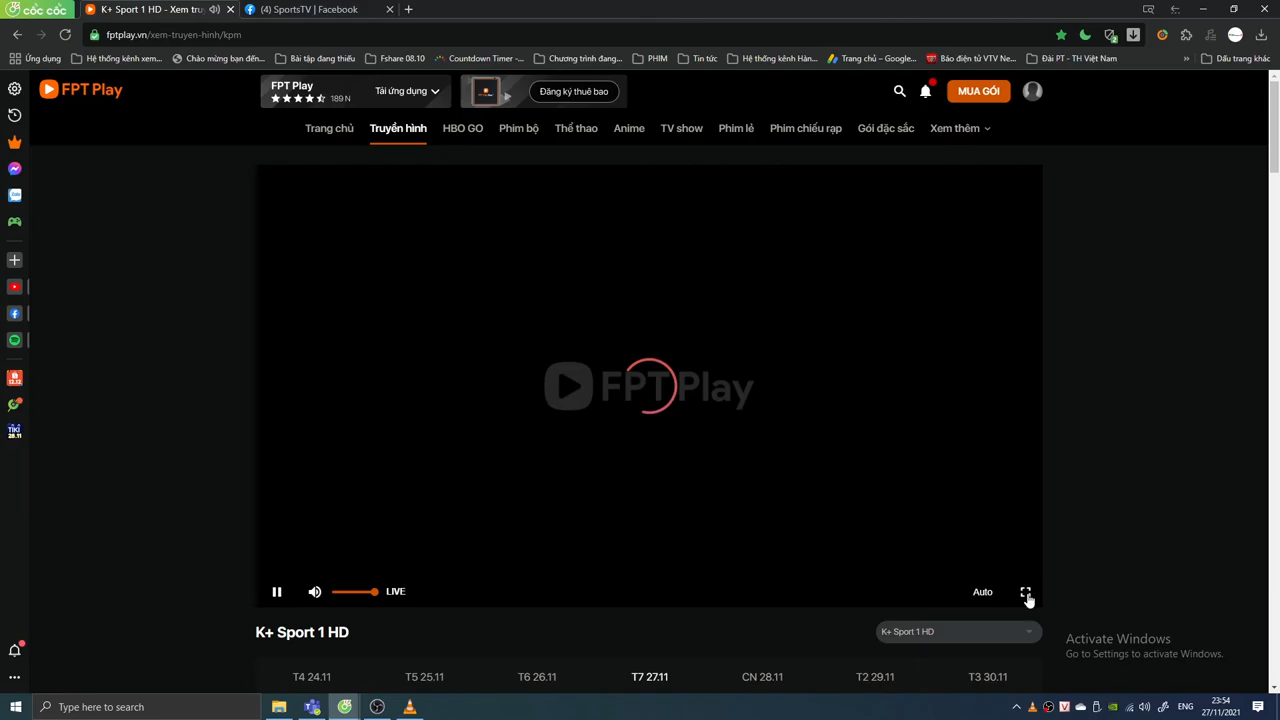 cốc cốc
K+ Sport 1 HD - Xem tru
(4) SportsTV | Facebook
fptplay.vn/xem-truyen-hinh/kpm
Ứng dụng
Hệ thống kênh xem...
Chào mừng bạn đến...
Bài tập đang thiếu
Fshare 08.10
Countdown Timer -...
Chương trình đang...
PHIM
Tin tức
Hệ thống kênh Hàn...
Trang chủ – Google...
Báo điện tử VTV Ne...
Đài PT - TH Việt Nam
Dấu trang khác
FPT Play
FPT Play
189 N
Tải ứng dụng
Đăng ký thuê bao
MUA GÓI
Trang chủ
Truyền hình
HBO GO
Phim bộ
Thể thao
Anime
TV show
Phim lẻ
Phim chiếu rạp
Gói đặc sắc
Xem thêm
FPT Play
LIVE
Auto
K+ Sport 1 HD
K+ Sport 1 HD
Activate Windows
Go to Settings to activate Windows.
T4 24.11
T5 25.11
T6 26.11
T7 27.11
CN 28.11
T2 29.11
T3 30.11
Zalo
12.12
TIKI
28.11
Type here to search
23:54
27/11/2021